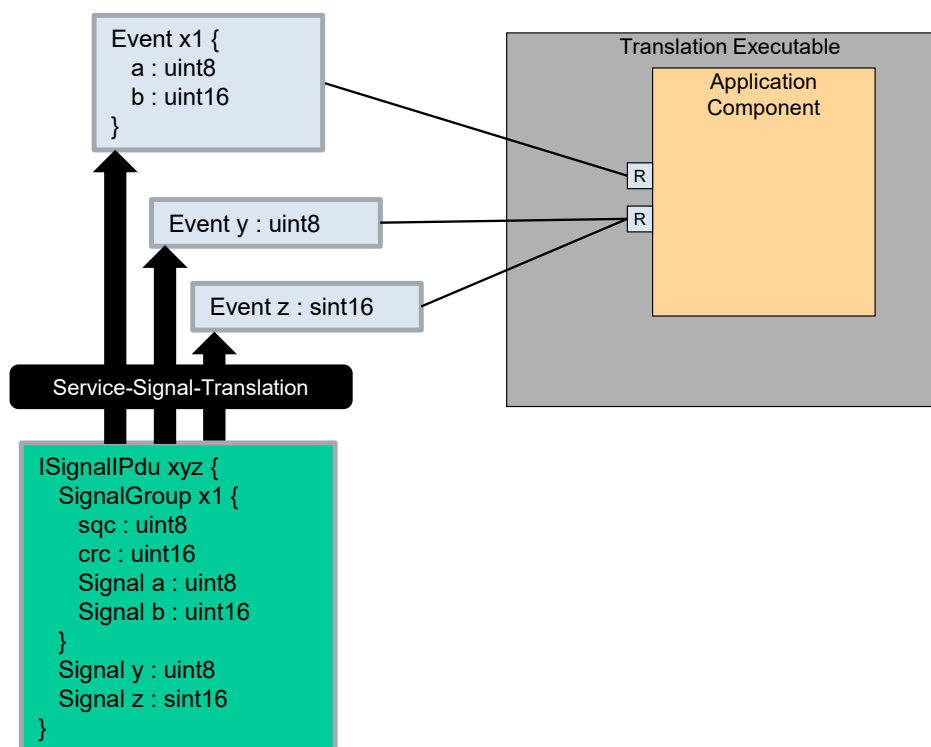 Event x1 {
a : uint8
b : uint16
}
Translation Executable
Application
Component
R
Event y : uint8
R
Event z : sint16
Service-Signal-Translation
ISignalIPdu xyz {
SignalGroup x1 {
sqc : uint8
crc : uint16
Signal a : uint8
Signal b : uint16
}
Signal y : uint8
Signal z : sint16
}